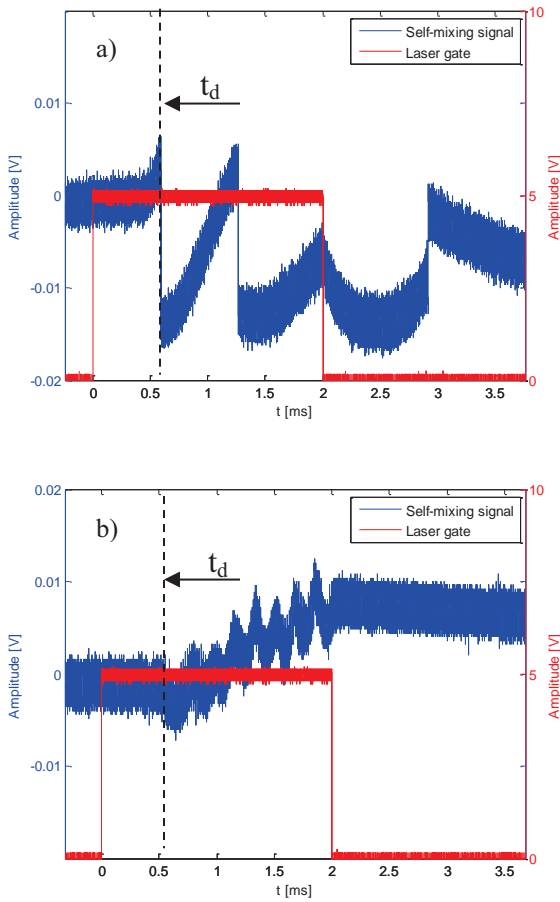 a)
t_d
Self-mixing signal
Laser gate
Amplitude [V]
0.01
0
-0.01
-0.02
10
5
0
Amplitude [V]
0 0.5 1 1.5 2 2.5 3 3.5
t [ms]
b)
t_d
Self-mixing signal
Laser gate
Amplitude [V]
0.02
0.01
0
-0.01
10
5
0
Amplitude [V]
0 0.5 1 1.5 2 2.5 3 3.5
t [ms]